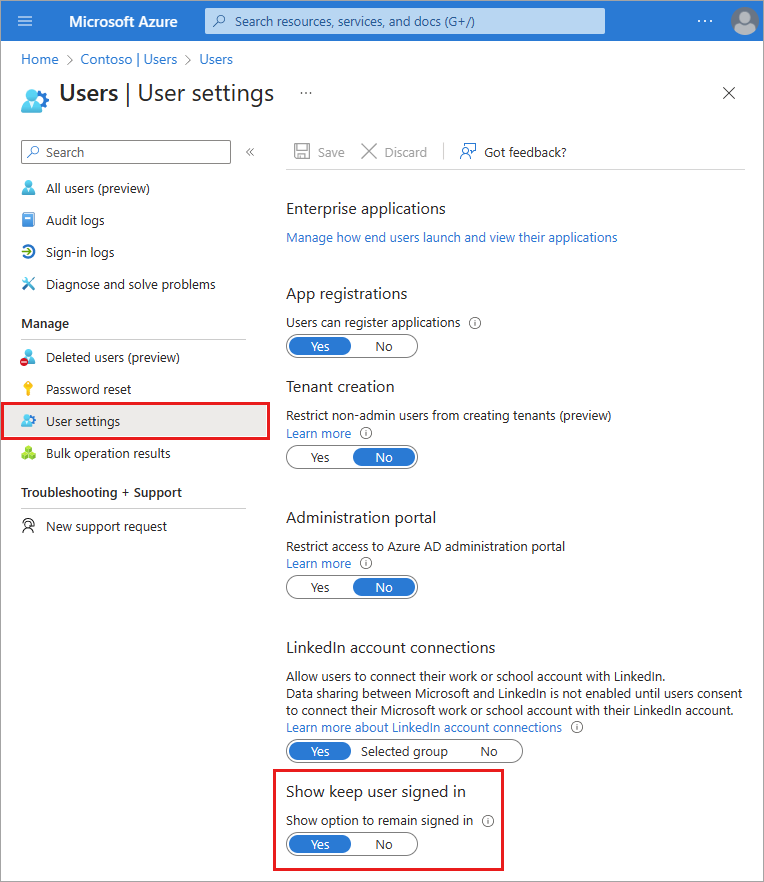 Microsoft Azure
Search resources, services, and docs (G+/)
Home > Contoso | Users > Users
Users | User settings
Search
All users (preview)
Audit logs
Sign-in logs
Diagnose and solve problems
Manage
Deleted users (preview)
Password reset
User settings
Bulk operation results
Troubleshooting + Support
New support request
Save Discard Got feedback?
Enterprise applications
Manage how end users launch and view their applications
App registrations
Users can register applications
Yes No
Tenant creation
Restrict non-admin users from creating tenants (preview)
Learn more
Yes No
Administration portal
Restrict access to Azure AD administration portal
Learn more
Yes No
LinkedIn account connections
Allow users to connect their work or school account with LinkedIn.
Data sharing between Microsoft and LinkedIn is not enabled until users consent
to connect their Microsoft work or school account with their LinkedIn account.
Learn more about LinkedIn account connections
Yes Selected group No
Show keep user signed in
Show option to remain signed in
Yes No